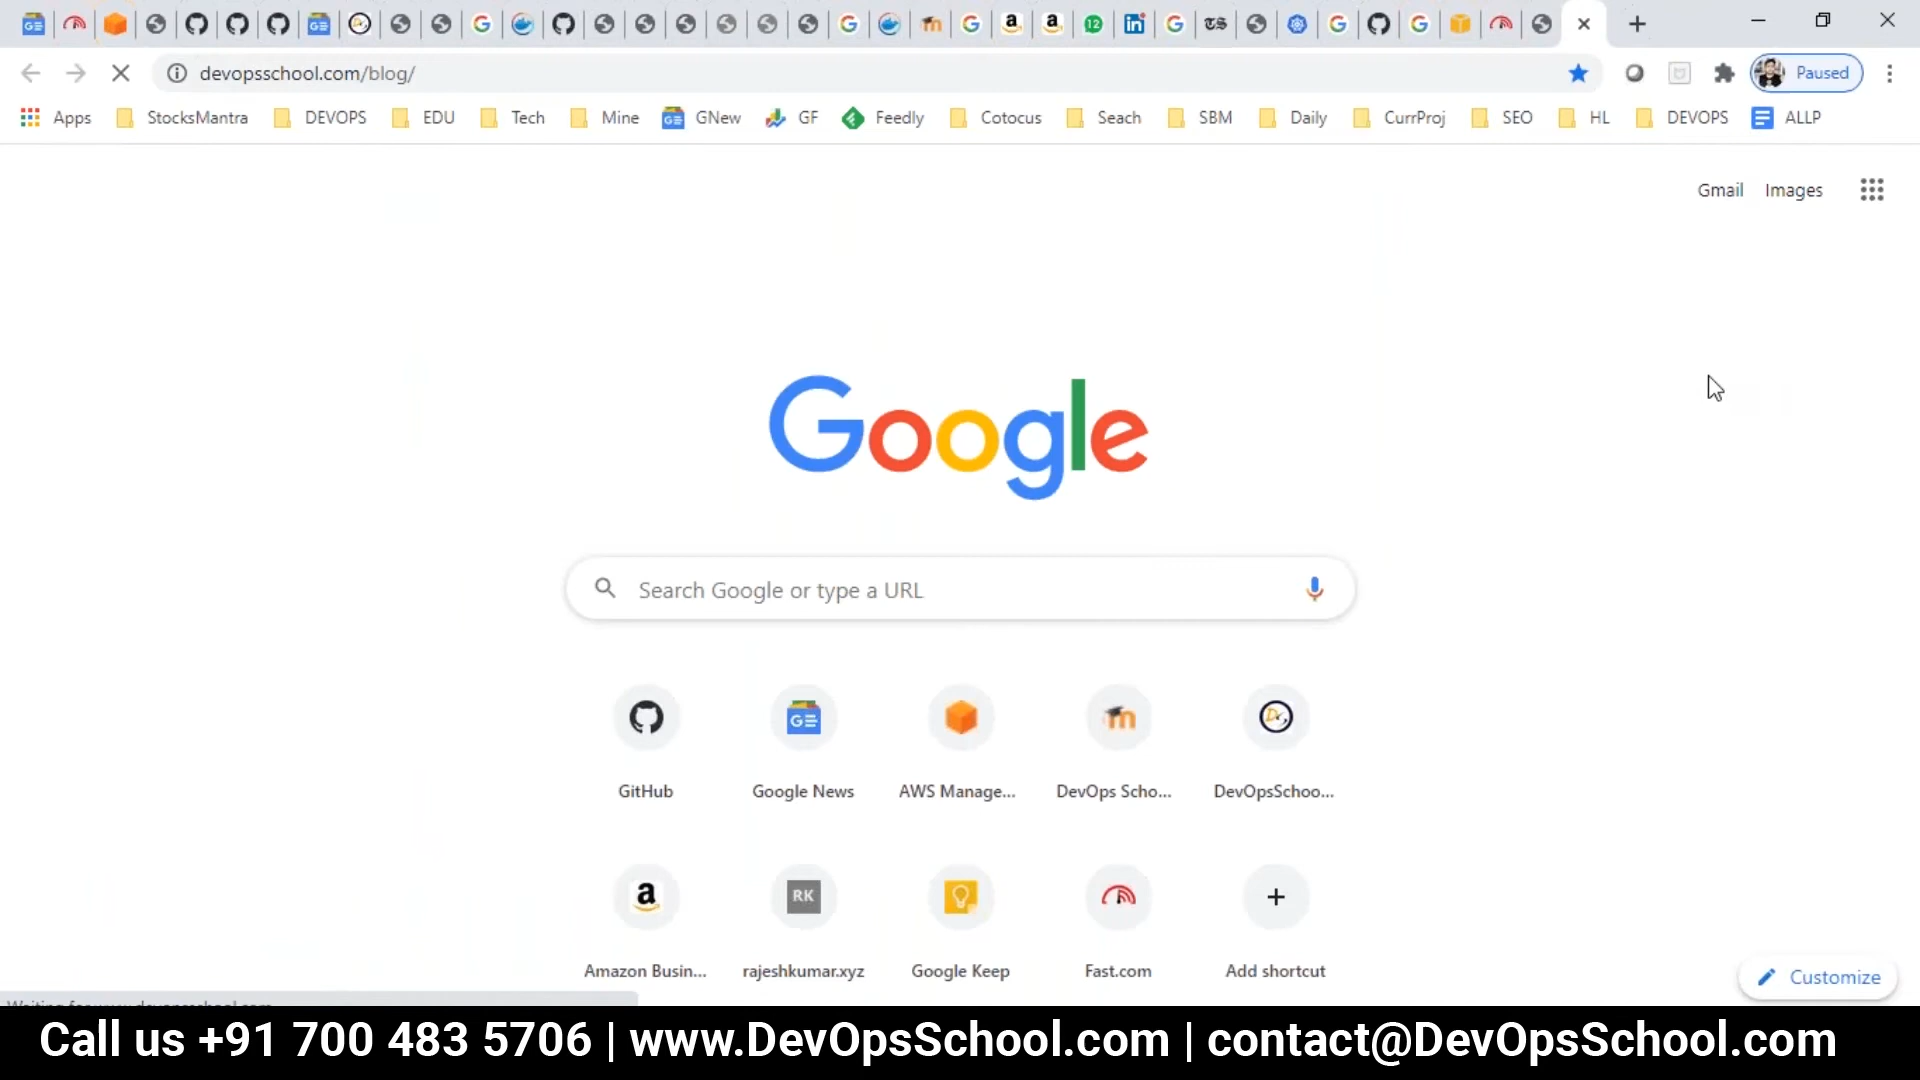 devopsschool.com/blog/
Paused
Apps StocksMantra DEVOPS EDU Tech Mine GNew GF Feedly Cotocus Seach SBM Daily CurrProj SEO HL DEVOPS ALLP
Gmail Images
Google
Search Google or type a URL
GitHub Google News AWS Manage... DevOps Scho... DevOpsSchoo...
RK
Amazon Busin... rajeshkumar.xyz Google Keep Fast.com Add shortcut
Customize
Call us +91 700 483 5706 | www.DevOpsSchool.com | contact@DevOpsSchool.com